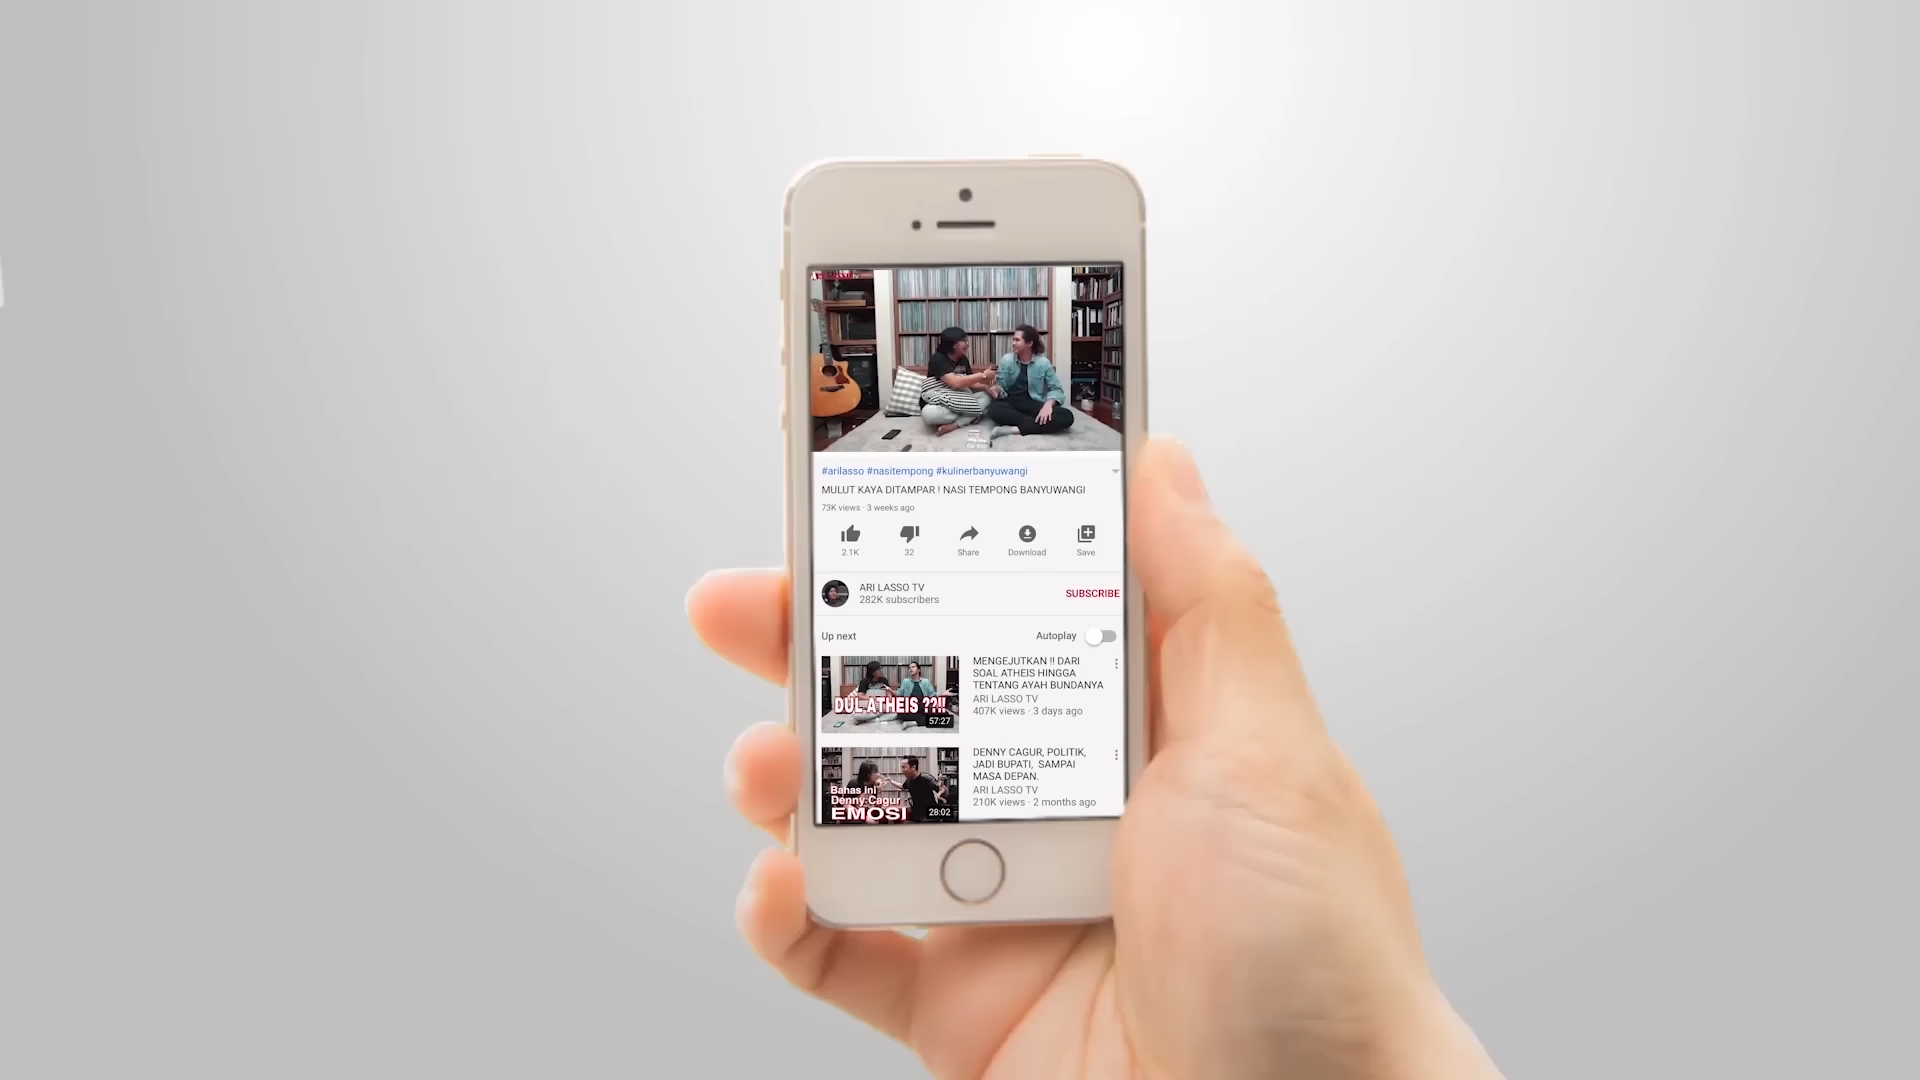 #arilasso #nasitempong #kulinerbanyuwangi
MULUT KAYA DITAMPAR ! NASI TEMPONG BANYUWANGI
73K views · 3 weeks ago
2.1K
32
Share
Download
Save
ARI LASSO TV
282K subscribers
SUBSCRIBE
Up next
Autoplay
DUL ATHEIS ??!!
57:27
MENGEJUTKAN !! DARI
SOAL ATHEIS HINGGA
TENTANG AYAH BUNDANYA
ARI LASSO TV
407K views · 3 days ago
Bahas ini
Denny Cagur
EMOSI
28:02
DENNY CAGUR, POLITIK,
JADI BUPATI, SAMPAI
MASA DEPAN.
ARI LASSO TV
210K views · 2 months ago